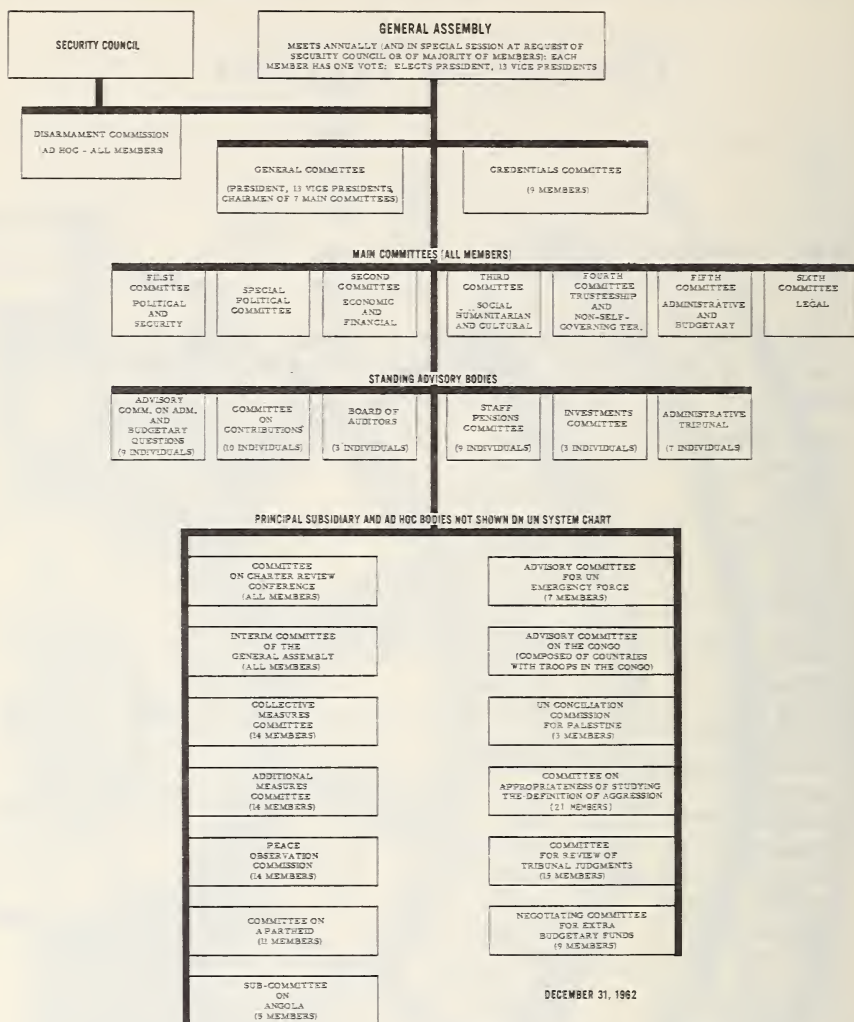 SECURITY COUNCIL
GENERAL ASSEMBLY
MEETS ANNUALLY (AND IN SPECIAL SESSION AT REQUEST OF
SECURITY COUNCIL OR OF MAJORITY OF MEMBERS); EACH
MEMBER HAS ONE VOTE; ELECTS PRESIDENT, 13 VICE PRESIDENTS
DISARMAMENT COMMISSION
(AD HOC - ALL MEMBERS
GENERAL COMMITTEE
(PRESIDENT, 13 VICE PRESIDENTS,
CHAIRMEN OF 7 MAIN COMMITTEES)
CREDENTIALS COMMITTEE
(9 MEMBERS)
MAIN COMMITTEES (ALL MEMBERS)
FIRST
COMMITTEE
POLITICAL
AND
SECURITY
SPECIAL
POLITICAL
COMMITTEE
SECOND
COMMITTEE
ECONOMIC
AND
FINANCIAL
THIRD
COMMITTEE
SOCIAL
HUMANITARIAN
AND CULTURAL
FOURTH
COMMITTEE
TRUSTEESHIP
AND
NON-SELF-
GOVERNING TER.
FIFTH
COMMITTEE
ADMINISTRATIVE
AND
BUDGETARY
SIXTH
COMMITTEE
LEGAL
STANDING ADVISORY BODIES
ADVISORY
COMM. ON ADM.
AND
BUDGETARY
QUESTIONS
(9 INDIVIDUALS)
COMMITTEE
ON
CONTRIBUTIONS
(10 INDIVIDUALS)
BOARD OF
AUDITORS
(3 INDIVIDUALS)
STAFF
PENSIONS
COMMITTEE
(9 INDIVIDUALS)
INVESTMENTS
COMMITTEE
(3 INDIVIDUALS)
ADMINISTRATIVE
TRIBUNAL
(7 INDIVIDUALS)
PRINCIPAL SUBSIDIARY AND AD HOC BODIES NOT SHOWN ON UN SYSTEM CHART
COMMITTEE
ON CHARTER REVIEW
CONFERENCE
(ALL MEMBERS)
INTERIM COMMITTEE
OF THE
GENERAL ASSEMBLY
(ALL MEMBERS)
COLLECTIVE
MEASURES
COMMITTEE
(14 MEMBERS)
ADDITIONAL
MEASURES
COMMITTEE
(14 MEMBERS)
PEACE
OBSERVATION
COMMISSION
(14 MEMBERS)
COMMITTEE ON
APARTHEID
(11 MEMBERS)
SUB-COMMITTEE
ON
ANGOLA
(5 MEMBERS)
ADVISORY COMMITTEE
FOR UN
EMERGENCY FORCE
(7 MEMBERS)
ADVISORY COMMITTEE
ON THE CONGO
(COMPOSED OF COUNTRIES
WITH TROOPS IN THE CONGO)
UN CONCILIATION
COMMISSION
FOR PALESTINE
(3 MEMBERS)
COMMITTEE ON
APPROPRIATENESS OF STUDYING
THE DEFINITION OF AGGRESSION
(21 MEMBERS)
COMMITTEE
FOR REVIEW OF
TRIBUNAL JUDGMENTS
(15 MEMBERS)
NEGOTIATING COMMITTEE
FOR EXTRA
BUDGETARY FUNDS
(9 MEMBERS)
DECEMBER 31, 1962